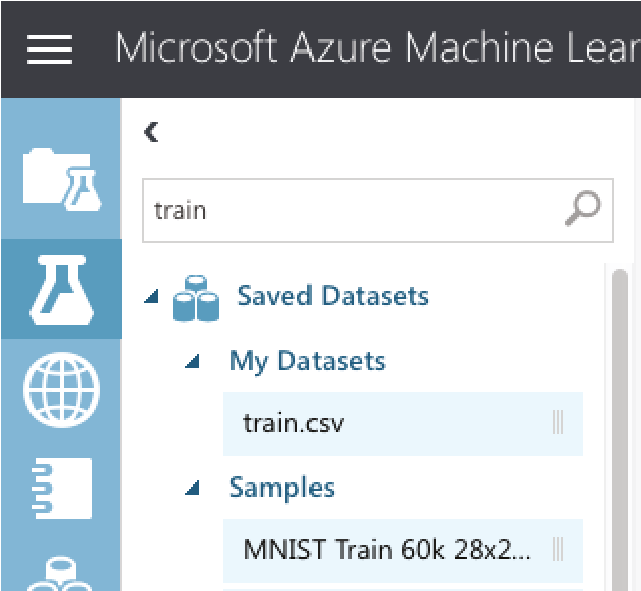 Microsoft Azure Machine Lear
train
Saved Datasets
My Datasets
train.csv
Samples
MNIST Train 60k 28x2...